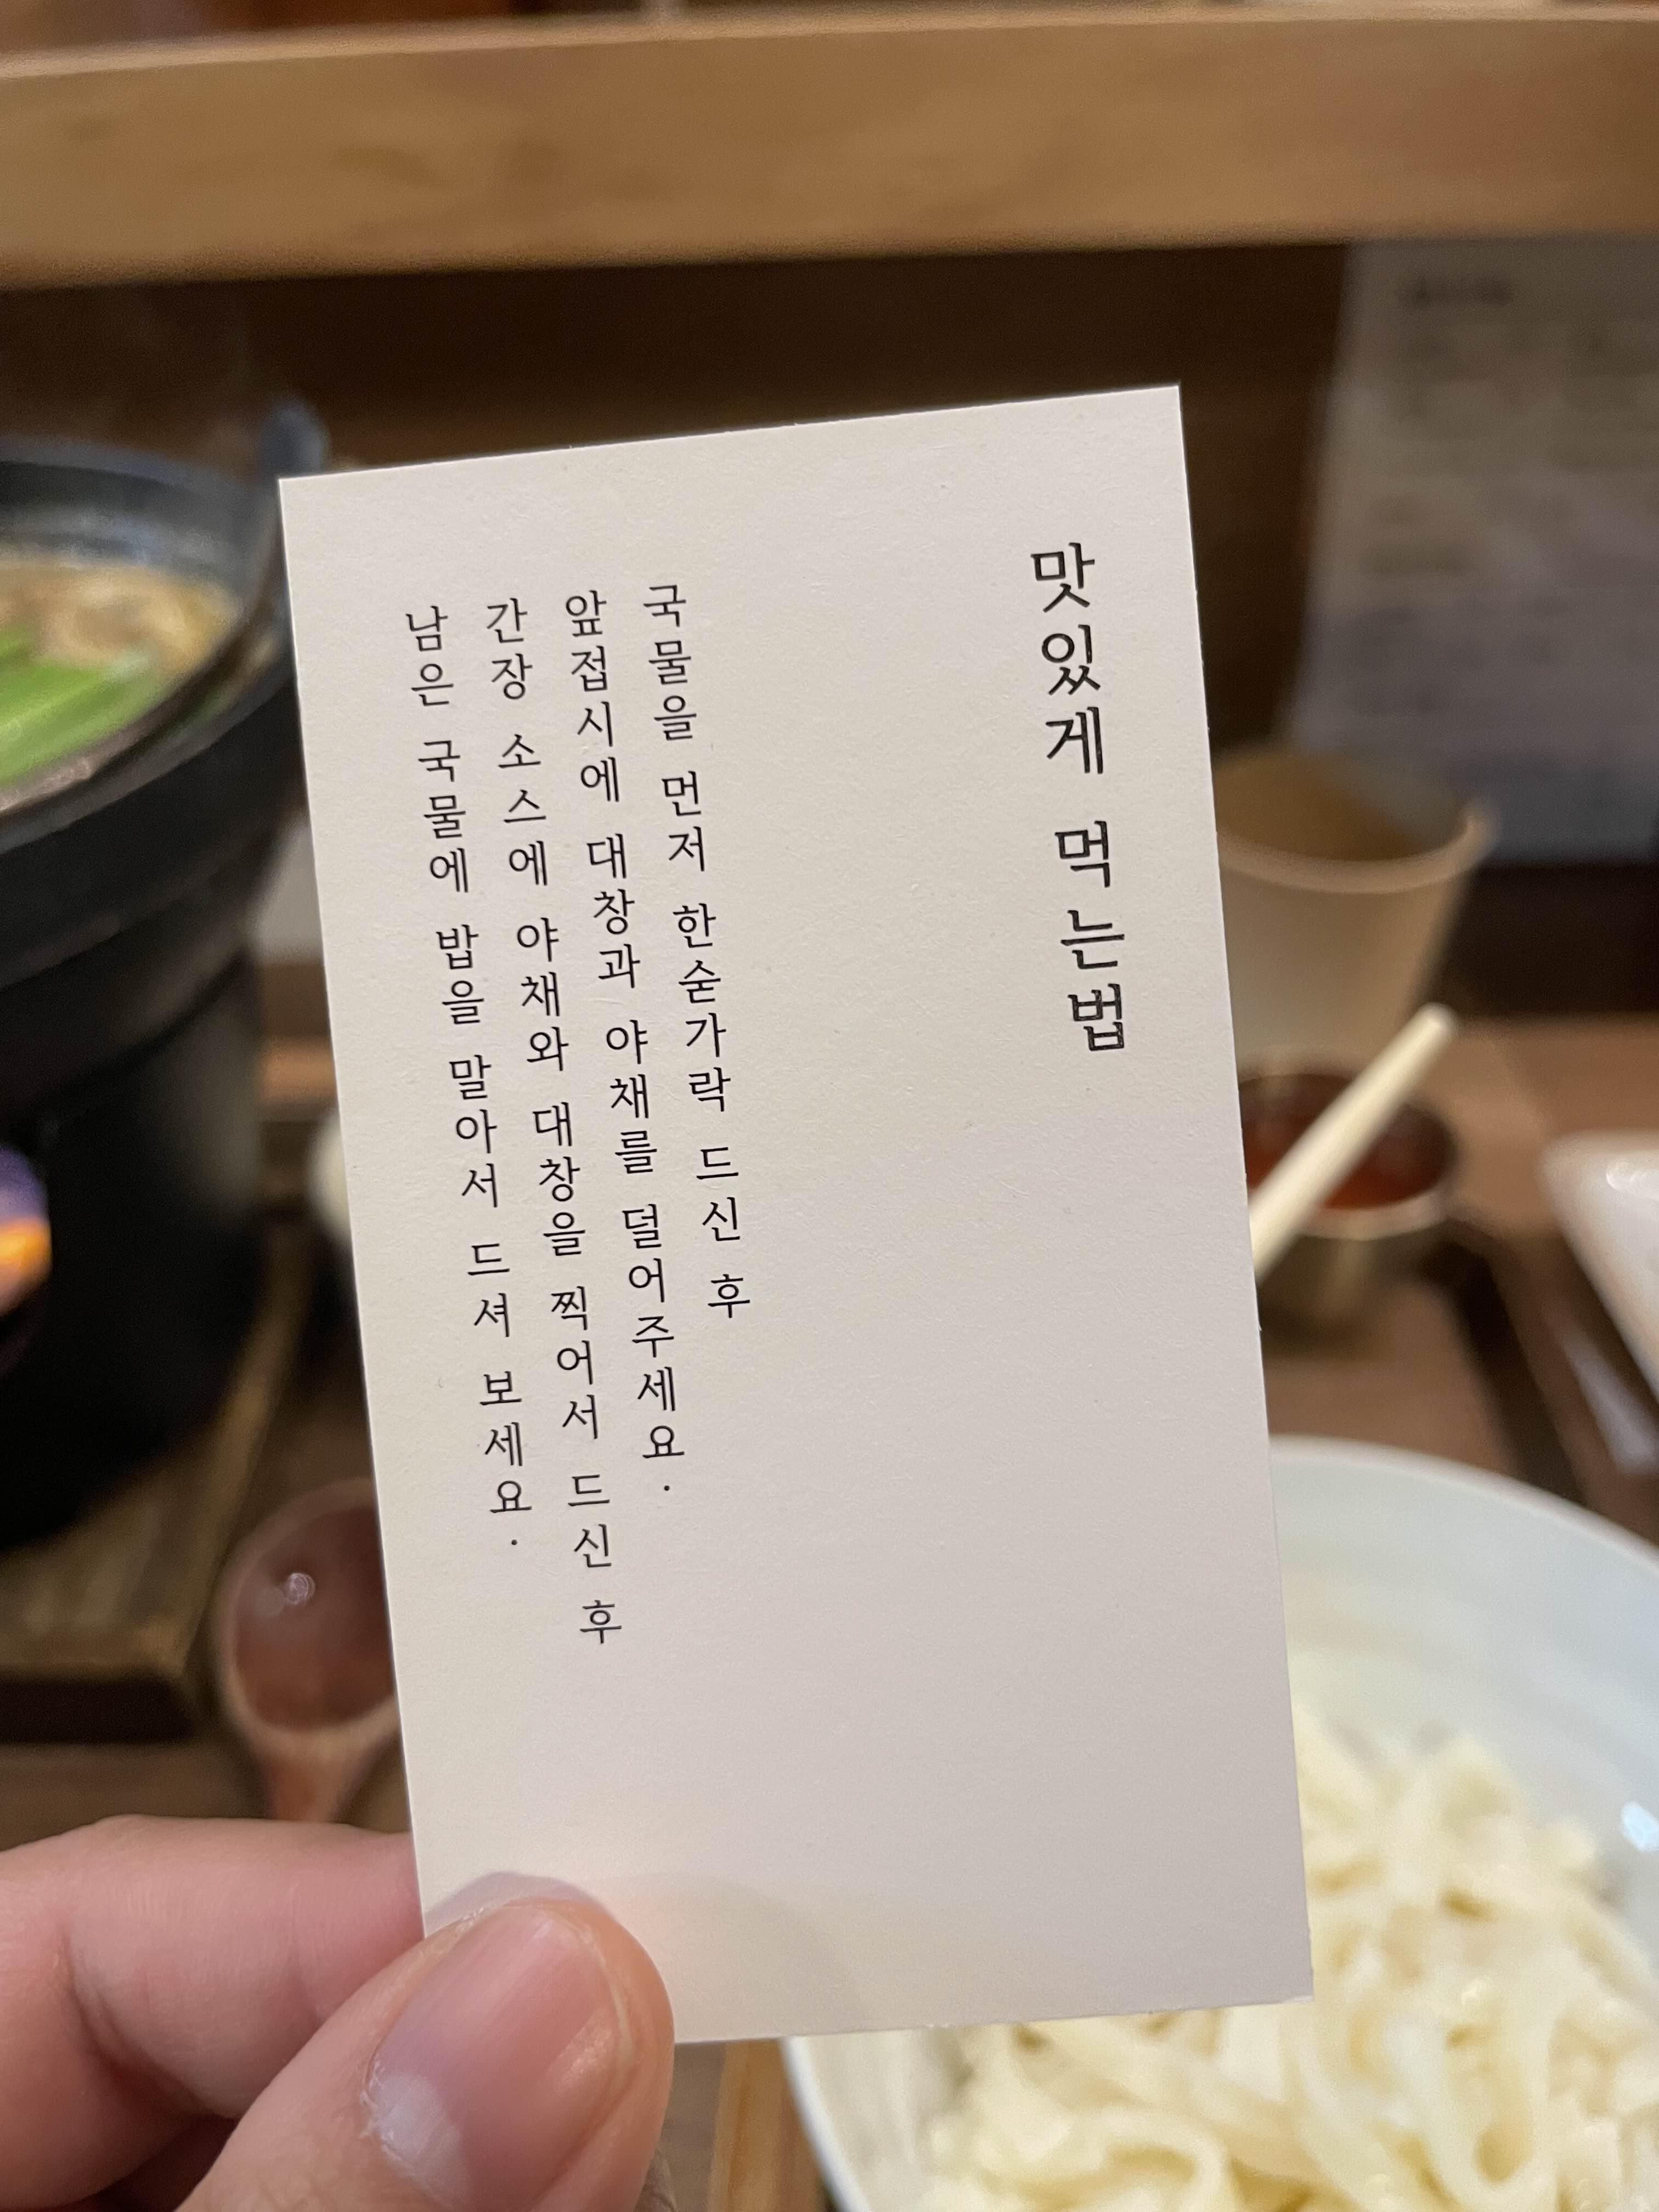 맛있게 먹는법
국물을 먼저 한숟가락 드신 후
앞접시에 대창과 야채를 덜어주세요.
간장 소스에 야채와 대창을 찍어서 드신 후
남은 국물에 밥을 말아서 드셔 보세요.